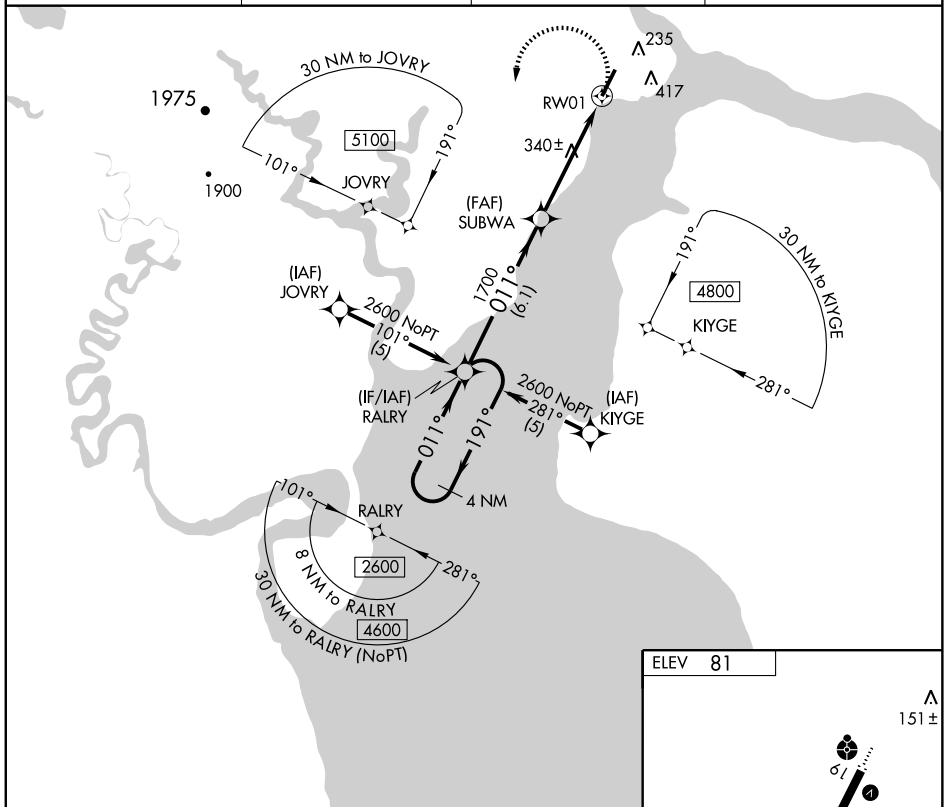 30 NM to JOVRY
235
417
1975
RW01
5100
191°
340±
101°
JOVRY
1900
(FAF)
SUBWA
191°
30 NM to KIYGE
4800
KIYGE
281°
(IAF)
JOVRY
1700
011°
(6.1)
2600 NoPT
101°
(5)
(IF/IAF)
RALRY
2600 NoPT
281°
(5)
(IAF)
KIYGE
011°
191°
4 NM
101°
RALRY
281°
2600
8 NM to RALRY
4600
30 NM to RALRY (NoPT)
ELEV 81
151±
19
A